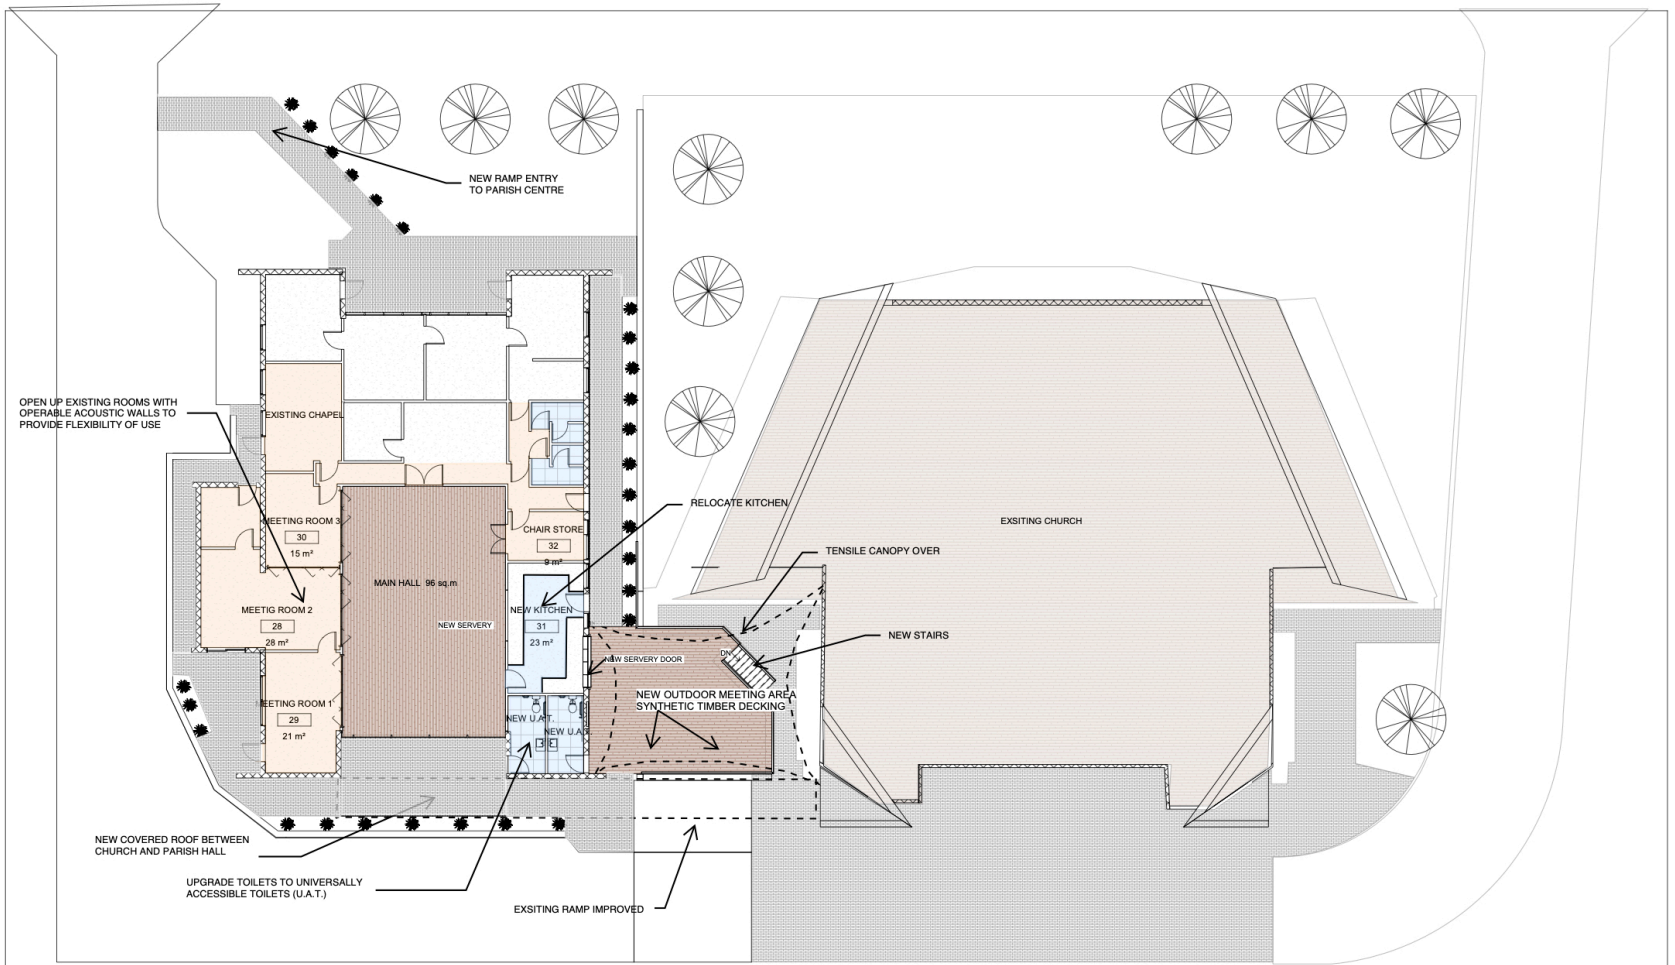 NEW RAMP ENTRY
TO PARISH CENTRE
OPEN UP EXISTING ROOMS WITH
OPERABLE ACOUSTIC WALLS TO
PROVIDE FLEXIBILITY OF USE
EXISTING CHAPEL
RELOCATE KITCHEN
MEETING ROOM 3
30
15 m²
CHAIR STORE
32
9 m²
EXSITING CHURCH
TENSILE CANOPY OVER
MAIN HALL 96 sq.m
MEETIG ROOM 2
28
28 m²
NEW KITCHEN
31
23 m²
NEW SERVERY
NEW STAIRS
DN
NEW SERVERY DOOR
NEW OUTDOOR MEETING AREA
SYNTHETIC TIMBER DECKING
MEETING ROOM 1
29
21 m²
NEW U.A.T.
NEW U.A.T.
NEW COVERED ROOF BETWEEN
CHURCH AND PARISH HALL
UPGRADE TOILETS TO UNIVERSALLY
ACCESSIBLE TOILETS (U.A.T.)
EXSITING RAMP IMPROVED